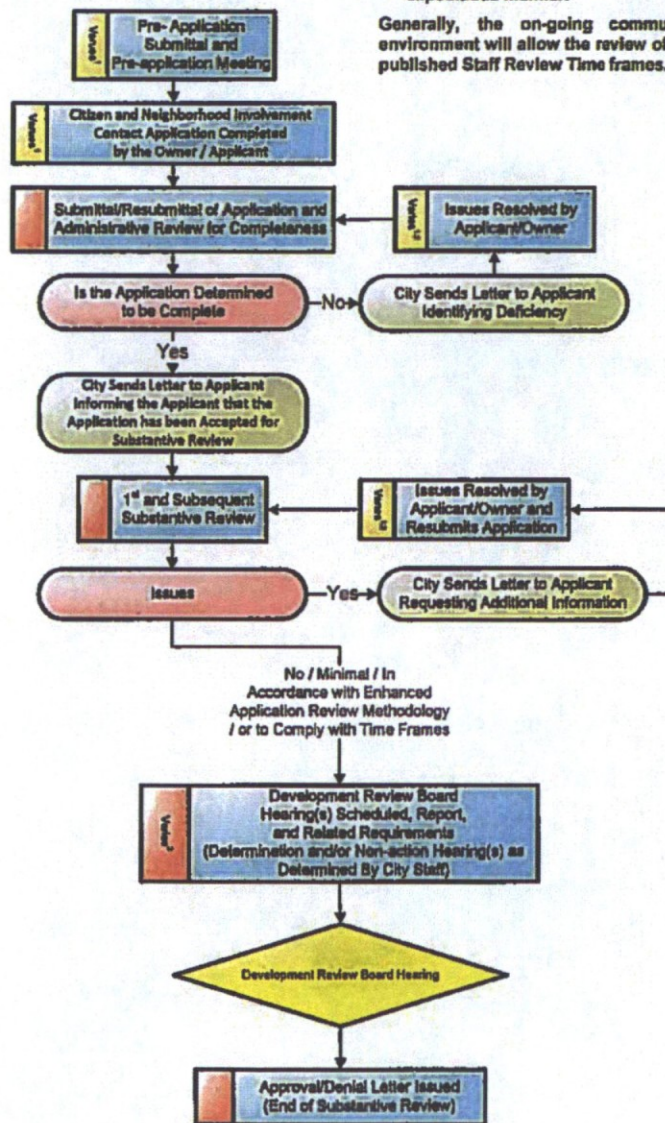 Generally, the on-going commu
environment will allow the review of
published Staff Review Time frames.
Varies¹
Pre- Application
Submittal and
Pre-application Meeting
Varies¹
Citizen and Neighborhood Involvement
Contact Application Completed
by the Owner / Applicant
Submittal/Resubmittal of Application and
Administrative Review for Completeness
Varies¹,²
Issues Resolved by
Applicant/Owner
Is the Application Determined
to be Complete
No
City Sends Letter to Applicant
Identifying Deficiency
Yes
City Sends Letter to Applicant
Informing the Applicant that the
Application has been Accepted for
Substantive Review
1st and Subsequent
Substantive Review
Varies¹,²
Issues Resolved by
Applicant/Owner and
Resubmits Application
Issues
Yes
City Sends Letter to Applicant
Requesting Additional Information
No / Minimal / In
Accordance with Enhanced
Application Review Methodology
/ or to Comply with Time Frames
Varies³
Development Review Board
Hearing(s) Scheduled, Report,
and Related Requirements
(Determination and/or Non-action Hearing(s) as
Determined By City Staff)
Development Review Board Hearing
Approval/Denial Letter Issued
(End of Substantive Review)